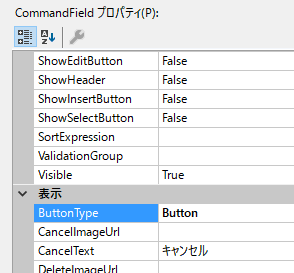 CommandField プロパティ(P):
ShowEditButton False
ShowHeader False
ShowInsertButton False
ShowSelectButton False
SortExpression
ValidationGroup
Visible True
表示
ButtonType Button
CancelImageUrl
CancelText キャンセル
DeleteImageUrl